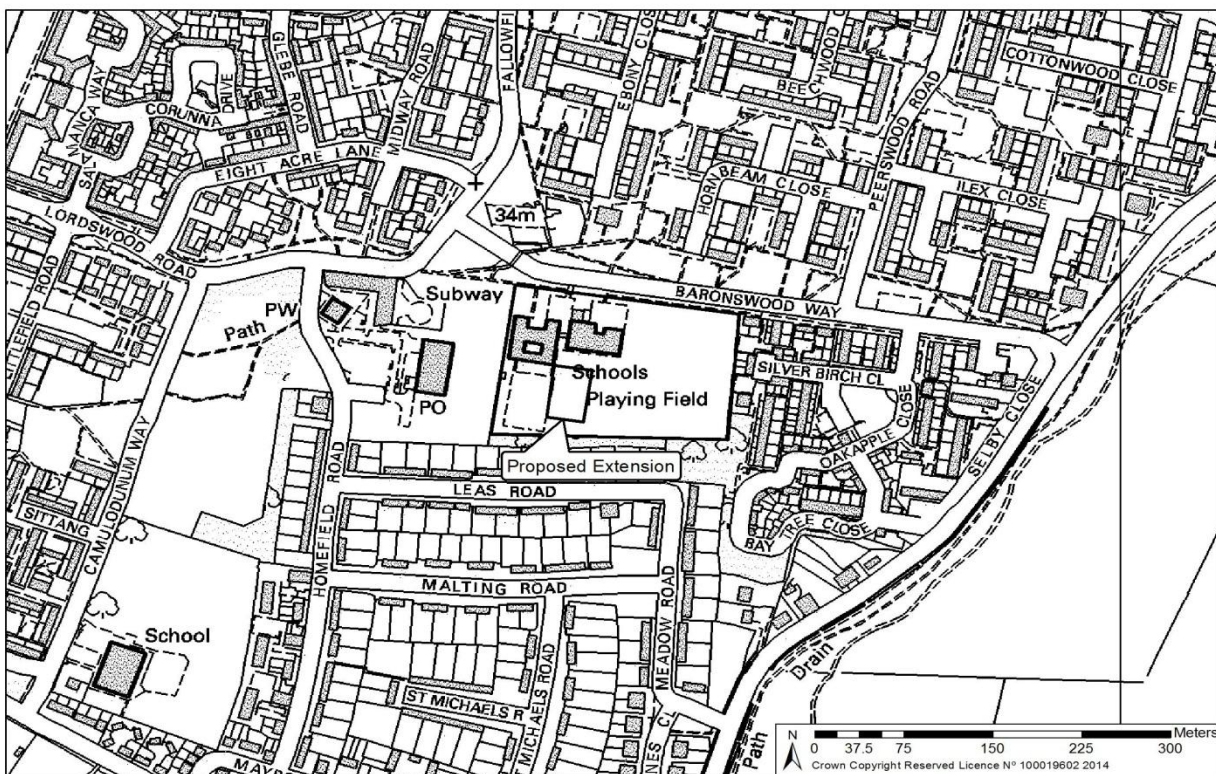 FALLOWFI
GLEBE ROAD
MIDWAY ROAD
EBONY CLOSE
BEECHWOOD
COTTONWOOD CLOSE
PEERSWOOD ROAD
CORUNNA
DRIVE
EIGHT ACRE LANE
HORN
BEAM CLOSE
ILEX CLOSE
LORDSWOOD
ROAD
34m
BARONSWOOD WAY
Subway
PW
Path
Schools
Playing Field
SILVER BIRCH CL
PO
OAKAPPLE CLOSE
SELBY CLOSE
Proposed Extension
LEAS ROAD
BAY
TREE CLOSE
SITTANG
CAMULODUNUM WAY
HOMEFIELD ROAD
MALTING ROAD
MEADOW ROAD
School
ST MICHAELS R
MICHAELS ROAD
Drain
Path
N
Meters
0 37.5 75 150 225 300
Crown Copyright Reserved Licence Nº 100019602 2014